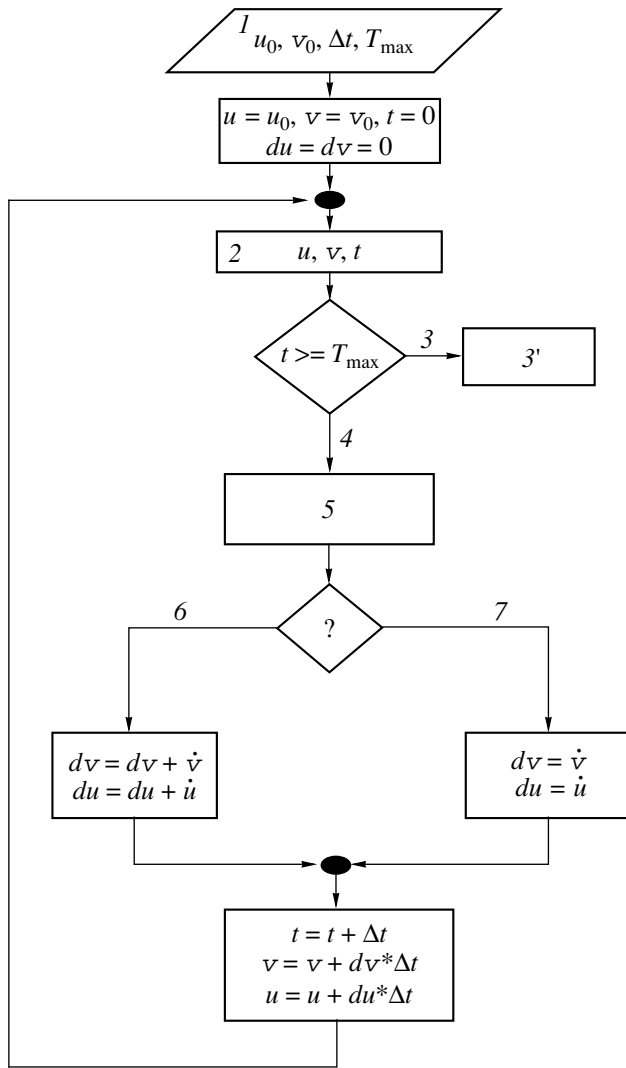 1
u₀, v₀, Δt, Tₘₐₓ
u = u₀, v = v₀, t = 0
du = dv = 0
2 u, v, t
t >= Tₘₐₓ
3
3'
4
5
6
?
7
dv = dv + v̇
du = du + u̇
dv = v̇
du = u̇
t = t + Δt
v = v + dv*Δt
u = u + du*Δt